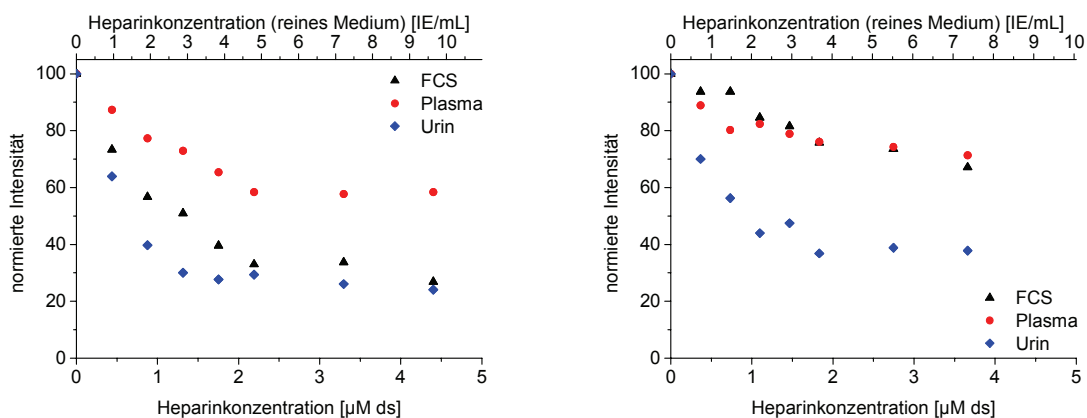 Heparinkonzentration (reines Medium) [IE/mL]
0 1 2 3 4 5 6 7 8 9 10
100
80
60
40
20
0
normierte Intensität
FCS
Plasma
Urin
0 1 2 3 4 5
Heparinkonzentration [µM ds]
Heparinkonzentration (reines Medium) [IE/mL]
0 1 2 3 4 5 6 7 8 9 10
100
80
60
40
20
0
normierte Intensität
FCS
Plasma
Urin
0 1 2 3 4 5
Heparinkonzentration [µM ds]